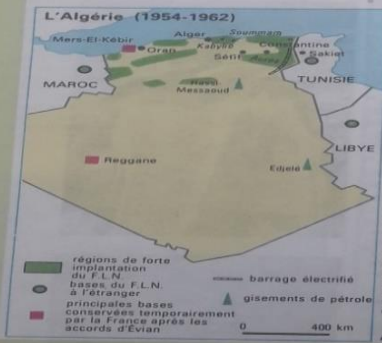 L'Algérie (1954-1962)
Mers-El-Kébir
Alger
Soummam
Oran
Kabylie
Constantine
Sakiet
Sétif
Aurès
MAROC
TUNISIE
Hassi
Messaoud
LIBYE
Reggane
Edjelé
régions de forte
implantation
du F.L.N.
bases du F.L.N.
à l'étranger
principales bases
conservées temporairement
par la France après les
accords d'Évian
barrage électrifié
gisements de pétrole
0 400 km